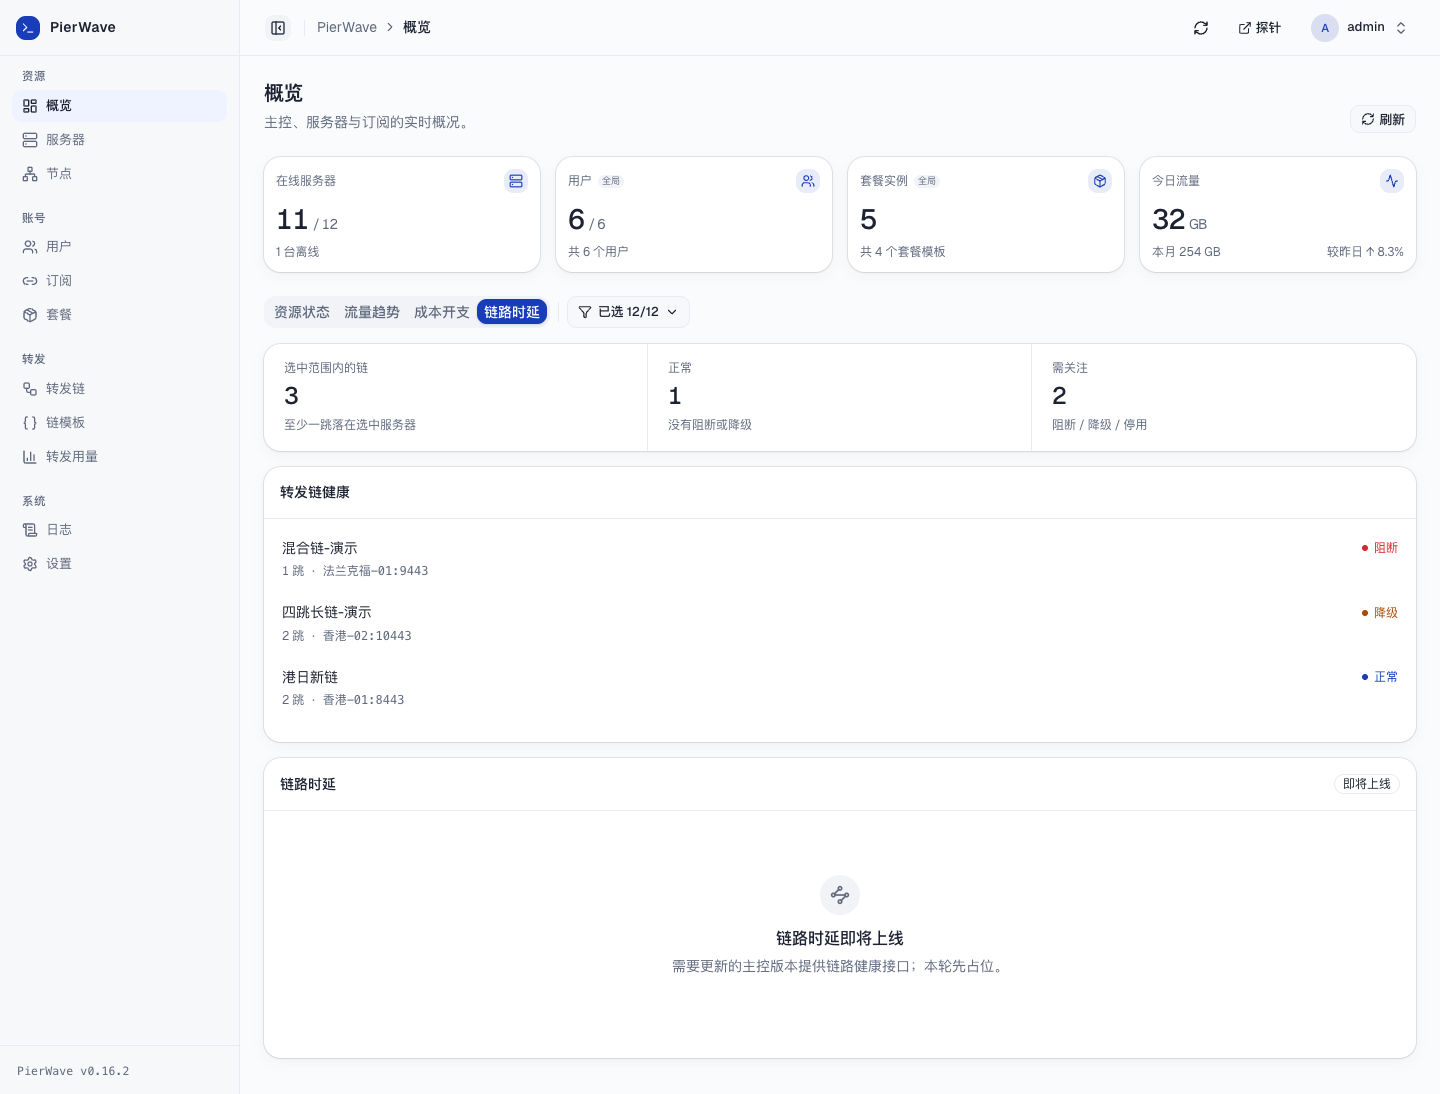 PierWave
PierWave > 概览
探针
A
admin
资源
概览
服务器
节点
账号
用户
订阅
套餐
转发
转发链
链模板
转发用量
系统
日志
设置
PierWave v0.16.2
概览
主控、服务器与订阅的实时概况。
刷新
在线服务器
11 / 12
1 台离线
用户 全局
6 / 6
共 6 个用户
套餐实例 全局
5
共 4 个套餐模板
今日流量
32 GB
本月 254 GB
较昨日 ↑ 8.3%
资源状态
流量趋势
成本开支
链路时延
已选 12/12
选中范围内的链
3
至少一跳落在选中服务器
正常
1
没有阻断或降级
需关注
2
阻断 / 降级 / 停用
转发链健康
混合链-演示
阻断
1 跳 · 法兰克福-01:9443
四跳长链-演示
降级
2 跳 · 香港-02:10443
港日新链
正常
2 跳 · 香港-01:8443
链路时延
即将上线
链路时延即将上线
需要更新的主控版本提供链路健康接口；本轮先占位。